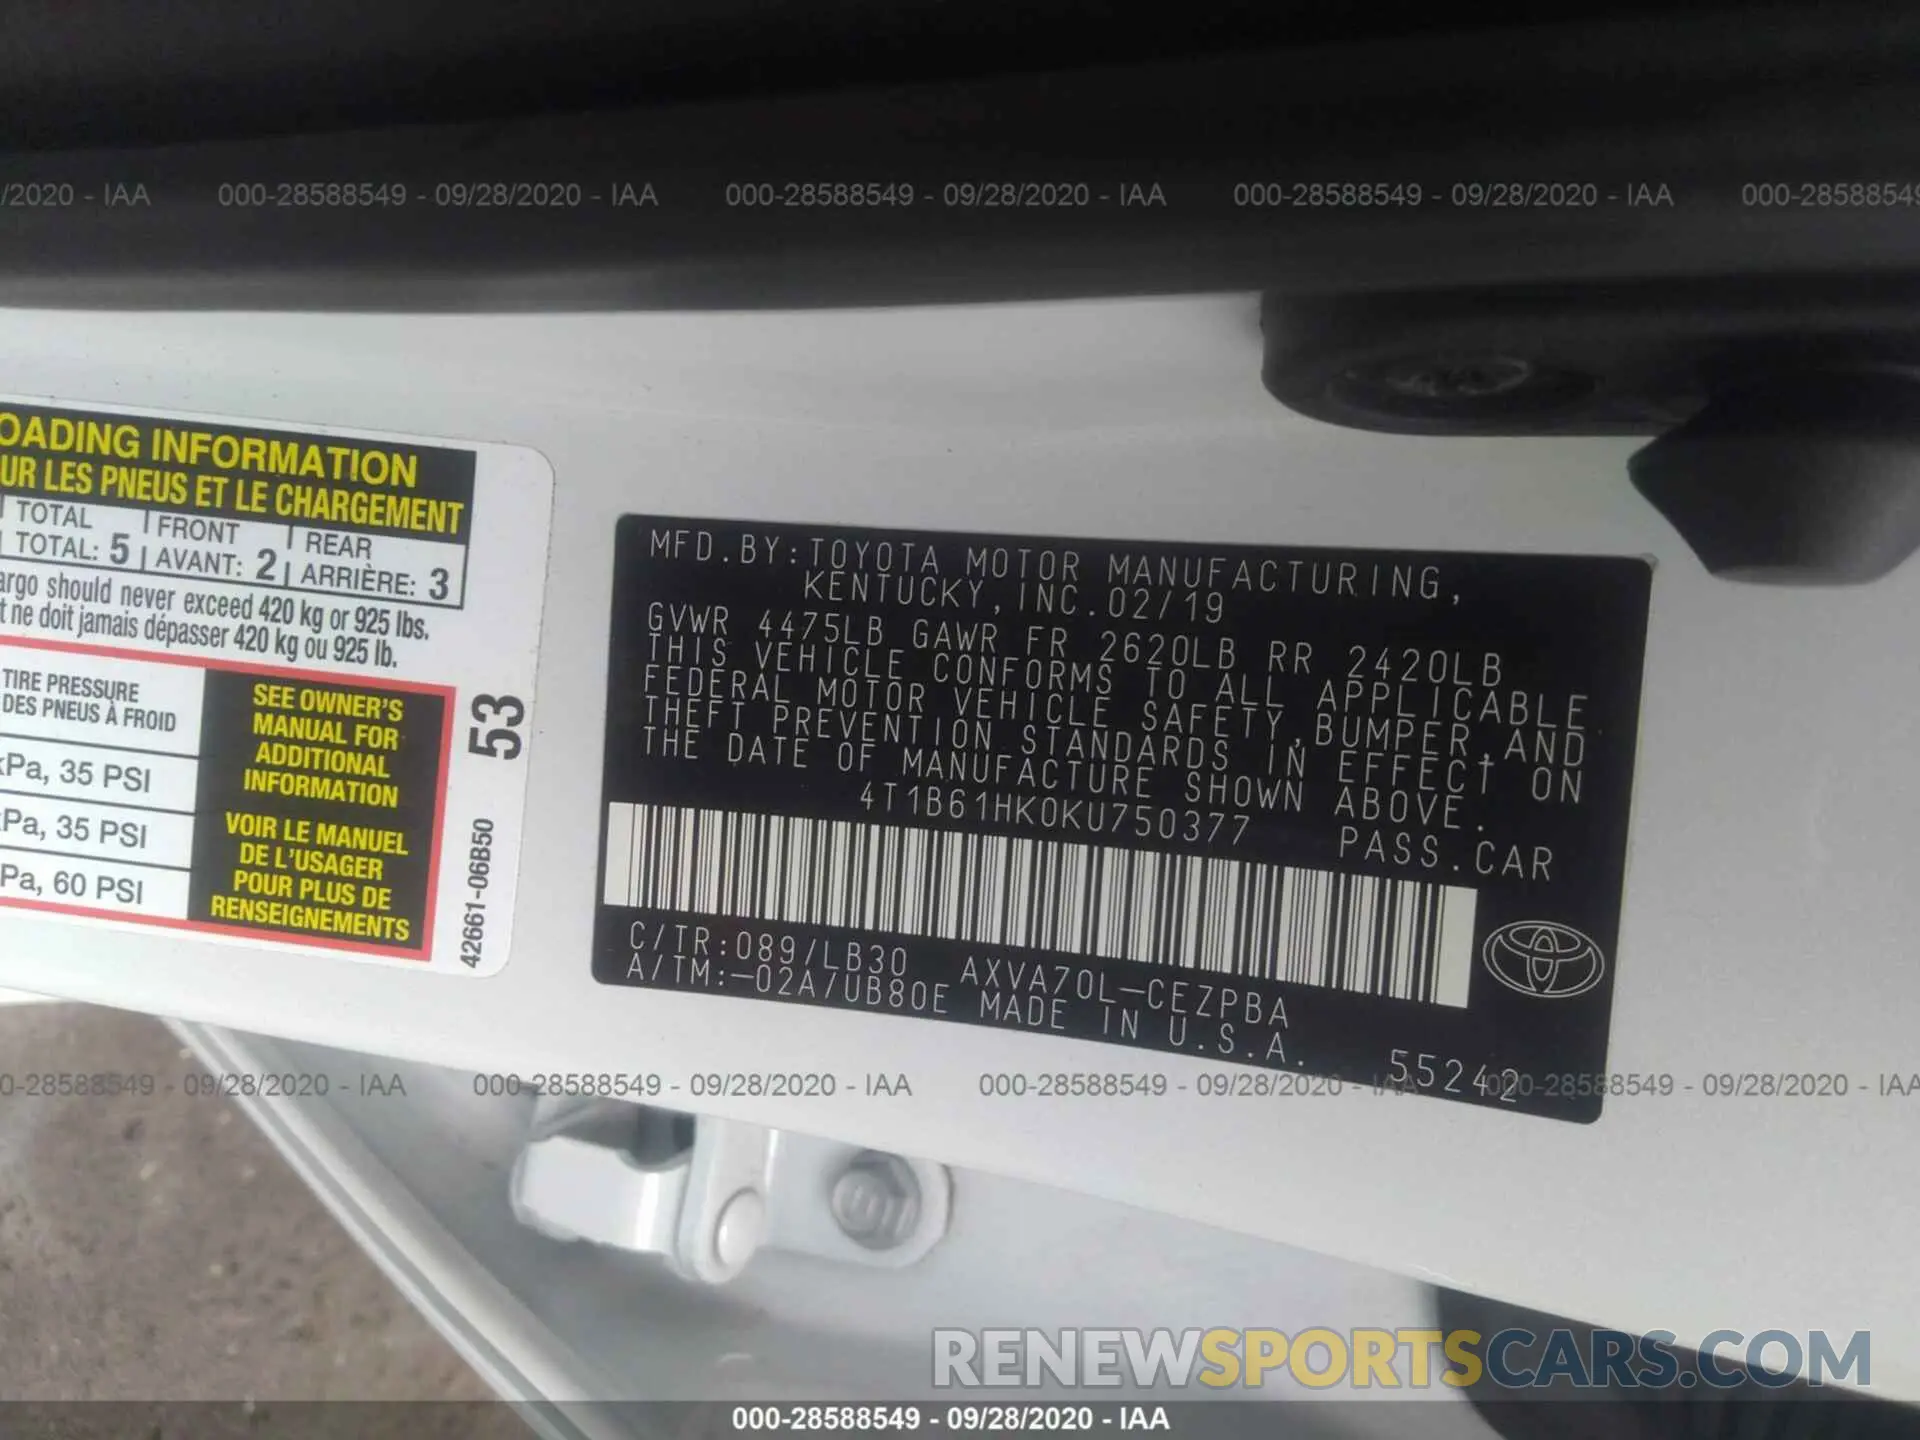 /2020 - IAA 000-28588549 - 09/28/2020 - IAA 000-28588549 - 09/28/2020 - IAA 000-28588549 - 09/28/2020 - IAA 000-28588549
OADING INFORMATION
UR LES PNEUS ET LE CHARGEMENT
TOTAL FRONT REAR
TOTAL: 5 AVANT: 2 ARRIÈRE: 3
argo should never exceed 420 kg or 925 lbs.
t ne doit jamais dépasser 420 kg ou 925 lb.
TIRE PRESSURE
DES PNEUS À FROID
kPa, 35 PSI
kPa, 35 PSI
Pa, 60 PSI
SEE OWNER'S
MANUAL FOR
ADDITIONAL
INFORMATION
VOIR LE MANUEL
DE L'USAGER
POUR PLUS DE
RENSEIGNEMENTS
53
42661-06B50
MFD.BY:TOYOTA MOTOR MANUFACTURING,
KENTUCKY,INC.02/19
GVWR 4475LB GAWR FR 2620LB RR 2420LB
THIS VEHICLE CONFORMS TO ALL APPLICABLE
FEDERAL MOTOR VEHICLE SAFETY,BUMPER,AND
THEFT PREVENTION STANDARDS IN EFFECT ON
THE DATE OF MANUFACTURE SHOWN ABOVE.
4T1B61HK0KU750377 PASS.CAR
C/TR:089/LB30 AXVA70L-CEZPBA
A/TM:-02A/UB80E MADE IN U.S.A.
55242
0-28588549 - 09/28/2020 - IAA 000-28588549 - 09/28/2020 - IAA 000-28588549 - 09/28/2020 - IAA 000-28588549 - 09/28/2020 - IAA
RENEWSPORTSCARS.COM
000-28588549 - 09/28/2020 - IAA